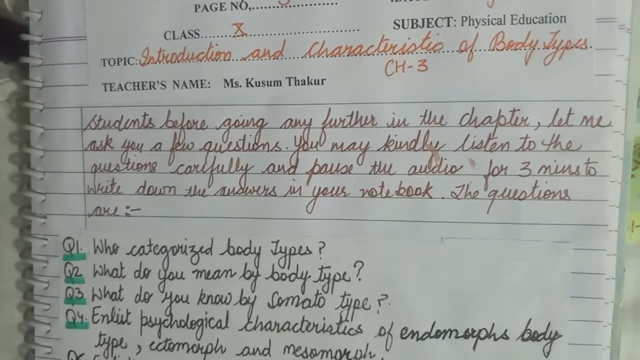 PAGE NO,
CLASS X SUBJECT: Physical Education
TOPIC: Introduction and Characteristic of Body Types
CH-3
TEACHER'S NAME: Ms. Kusum Thakur
Students before going any further in the chapter, let me
ask you a few questions. You may kindly listen to the
questions carefully and pause the audio for 3 mins to
write down the answers in your notebook. The questions
are :-
Q1. Who categorized body Types?
Q2 What do you mean by body type?
Q3 What do you know by Somato type?
Q4. Enlist psychological characteristics of endomorphs body
type, ectomorph and mesomorph.